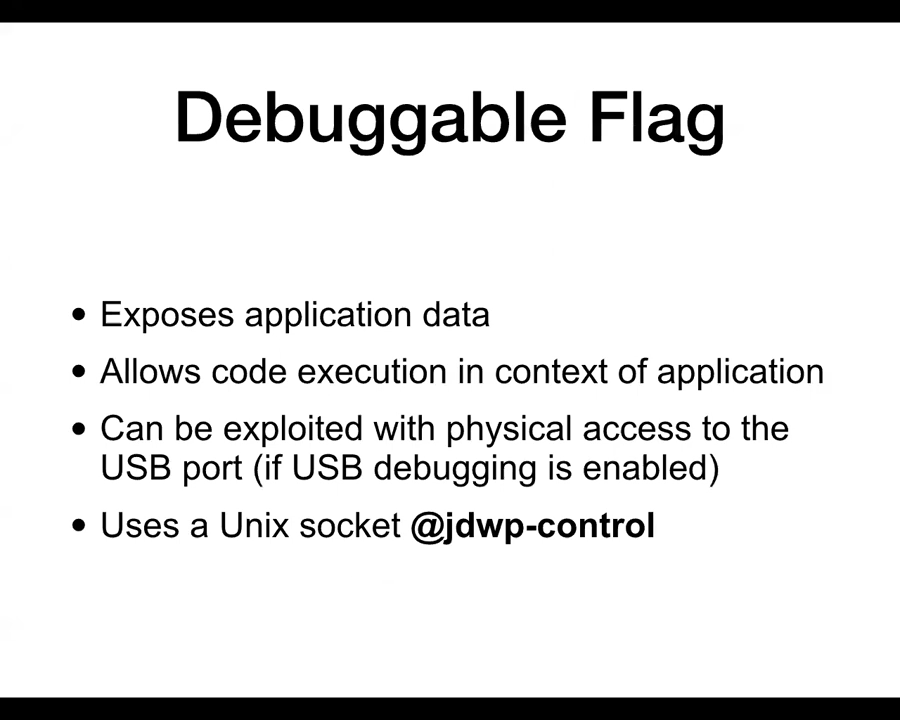 Debuggable Flag
• Exposes application data
• Allows code execution in context of application
• Can be exploited with physical access to the
USB port (if USB debugging is enabled)
• Uses a Unix socket @jdwp-control